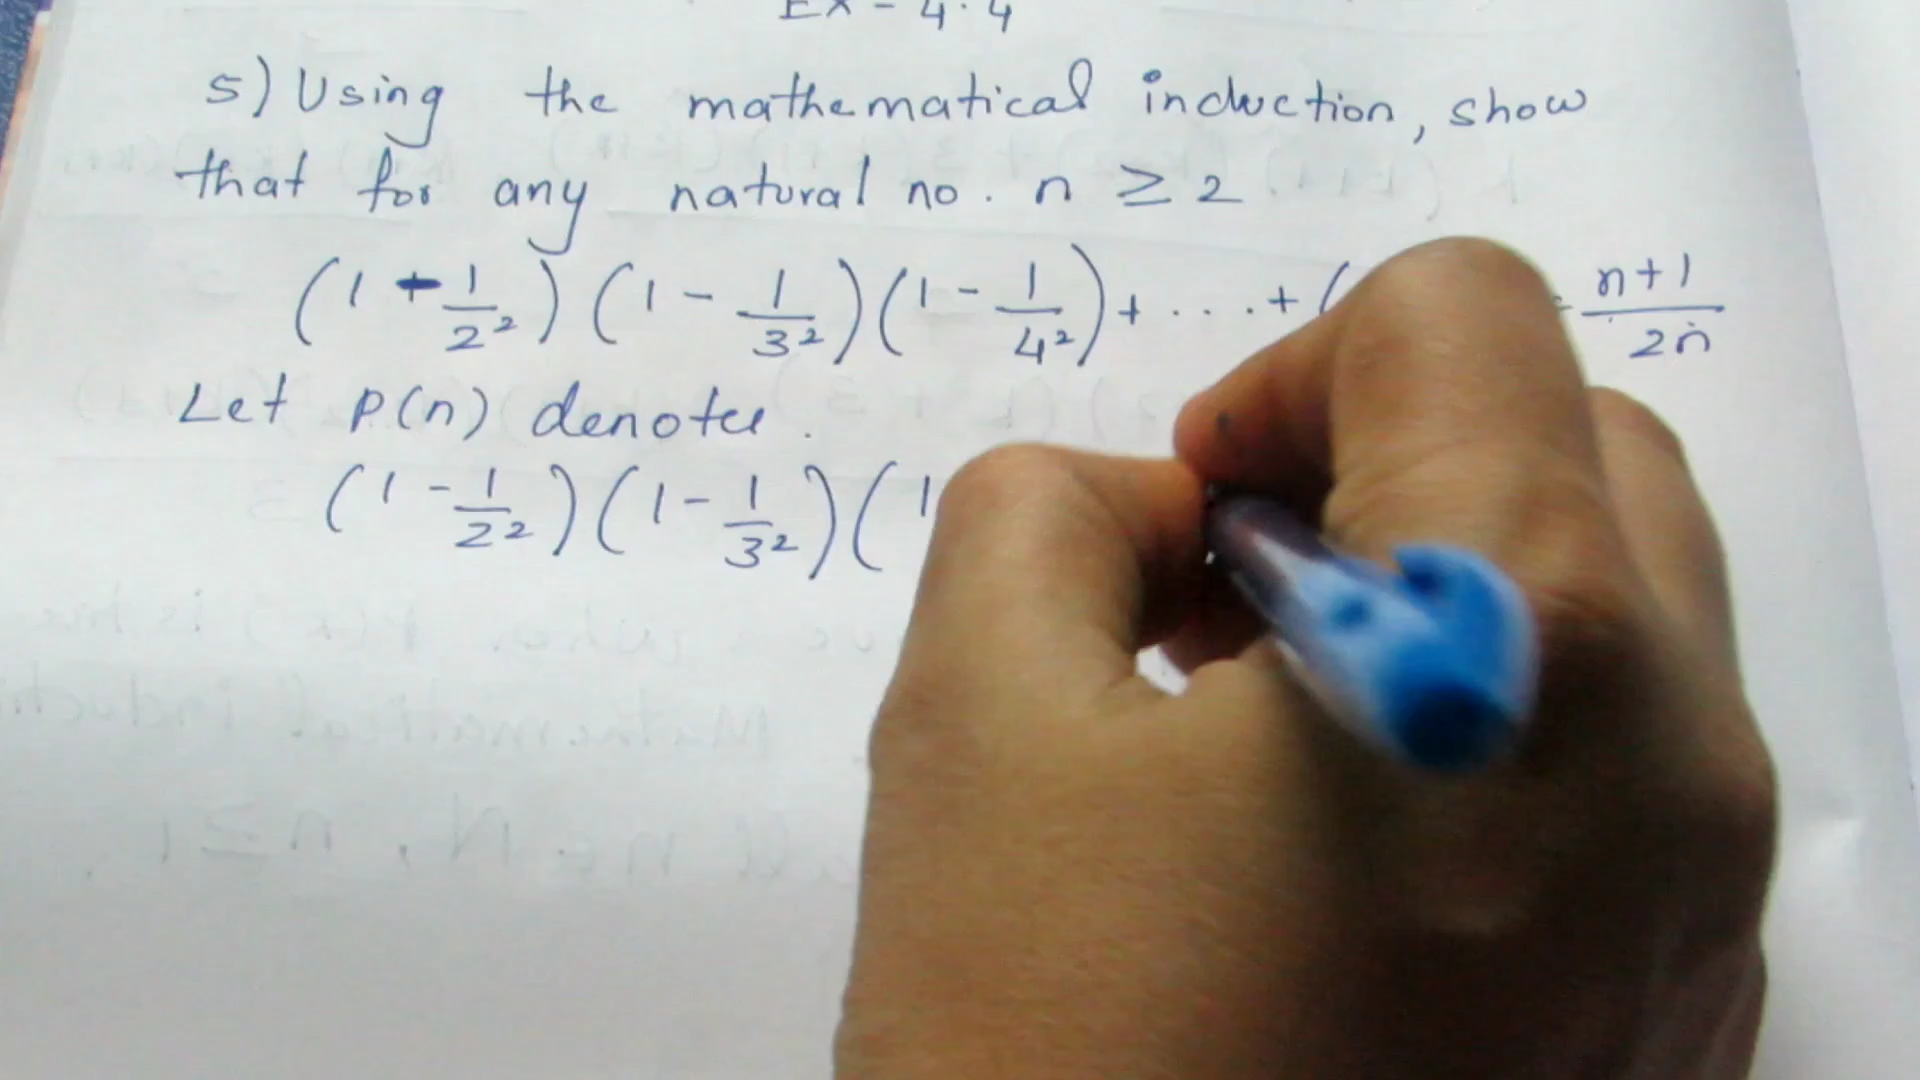 Ex - 4.4
5) Using the mathematical induction, show
that for any natural no. n ≥ 2
(1 - 1/2²) (1 - 1/3²) (1 - 1/4²) + .... + ( = n+1/2n
Let P(n) denotes.
(1 - 1/2²) (1 - 1/3²) (1